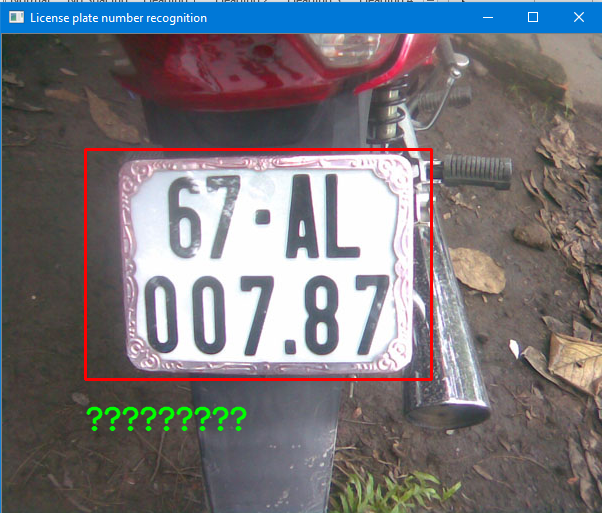 License plate number recognition
67-AL
007.87
?????????